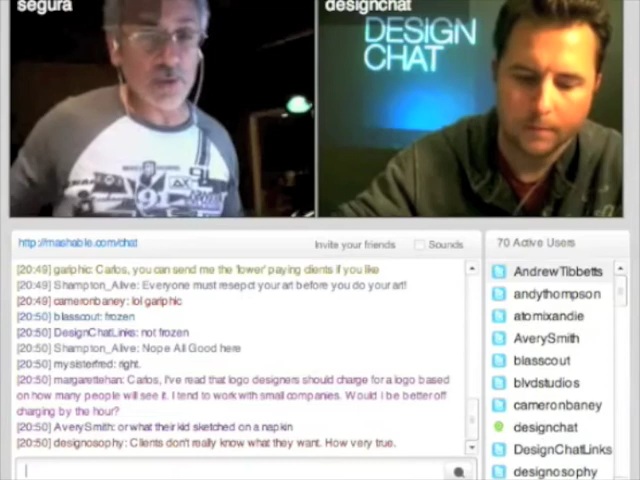 segura
designchat
DESIGN
CHAT
91
http://mashable.com/chat
Invite your friends
Sounds
70 Active Users
[20:49] garlphic: Carlos, you can send me the 'lower' paying clients if you like
[20:49] Shampton_Alive: Everyone must resepct your art before you do your art!
[20:49] cameronbaney: lol garlphic
[20:50] blasscout: frozen
[20:50] DesignChatLinks: not frozen
[20:50] Shampton_Alive: Nope All Good here
[20:50] mysisterfred: right.
[20:50] margarettehan: Carlos, I've read that logo designers should charge for a logo based
on how many people will see it. I tend to work with small companies. Would I be better off
charging by the hour?
[20:50] AverySmith: or what their kid sketched on a napkin
[20:50] designosophy: Clients don't really know what they want. How very true.
AndrewTibbetts
andythompson
atomixandie
AverySmith
blasscout
blvdstudios
cameronbaney
designchat
DesignChatLinks
designosophy